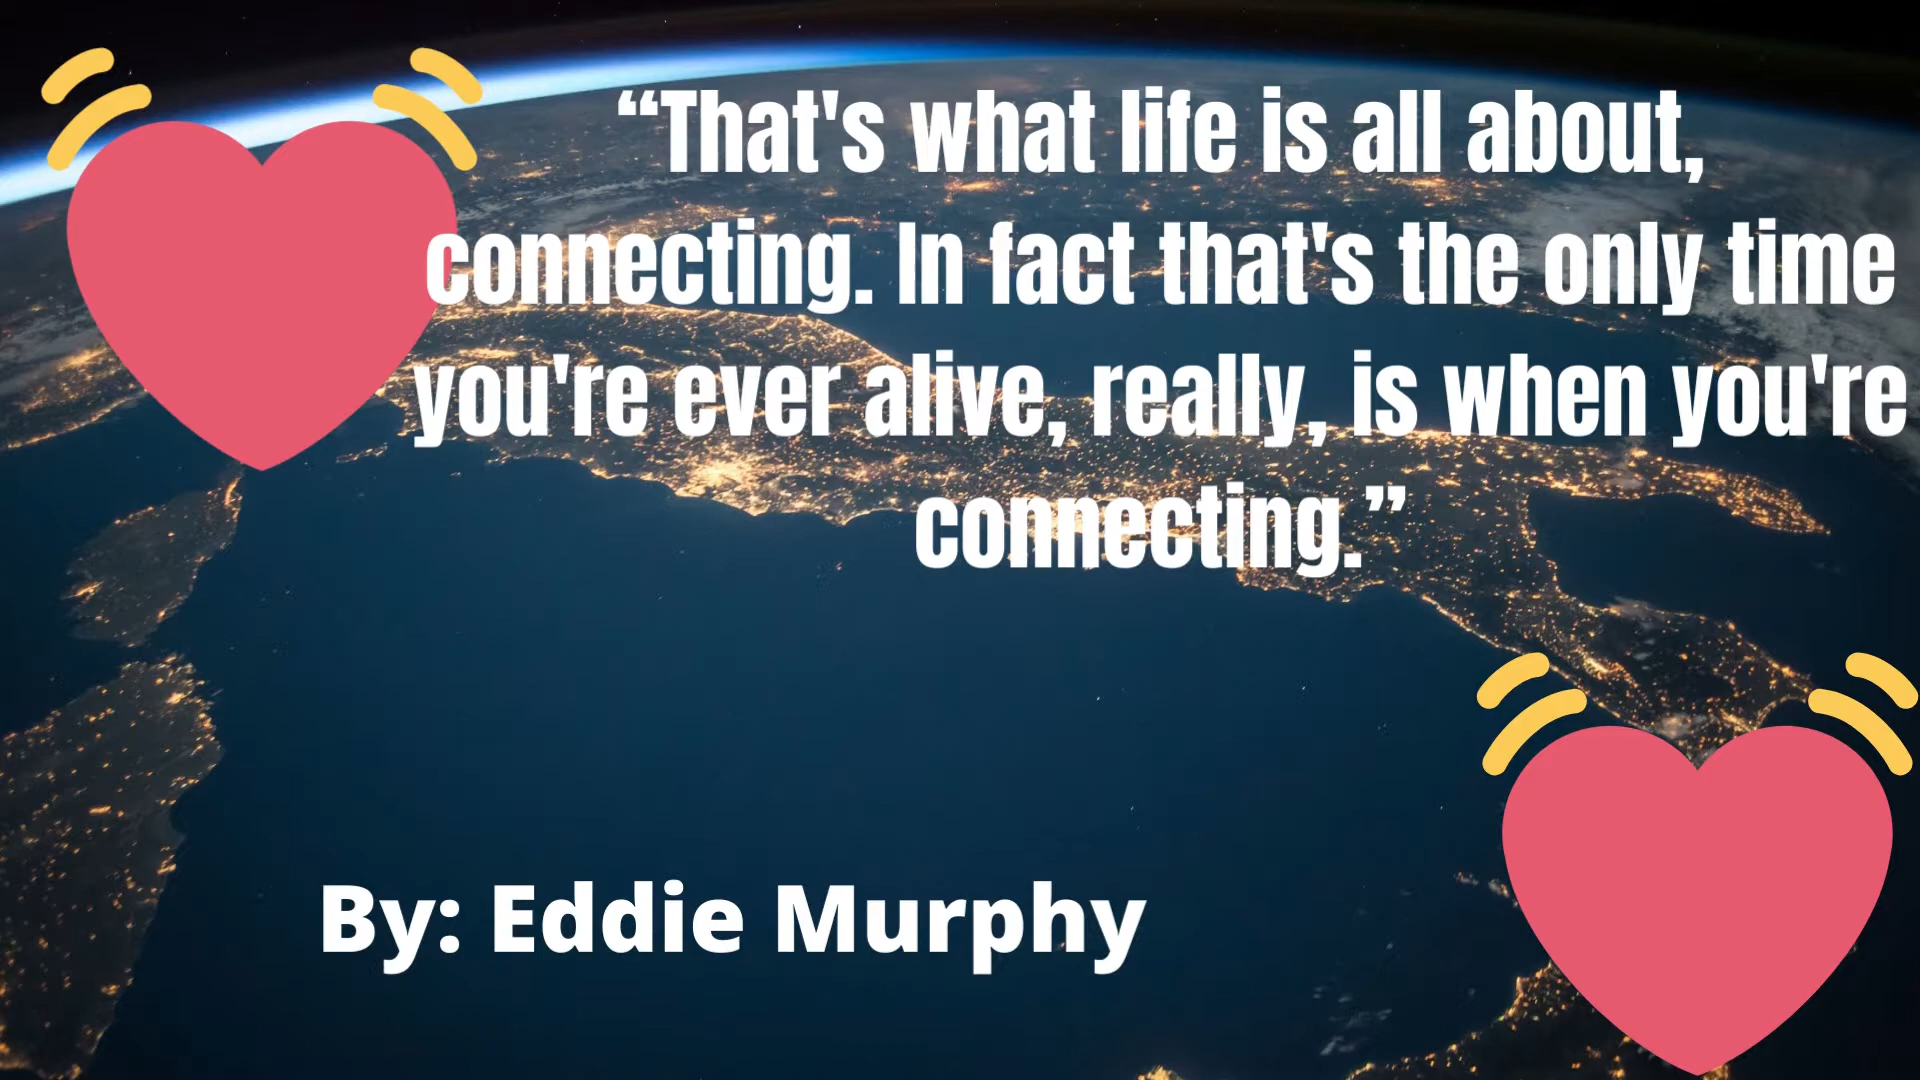 “That's what life is all about,
connecting. In fact that's the only time
you're ever alive, really, is when you're
connecting.”
By: Eddie Murphy